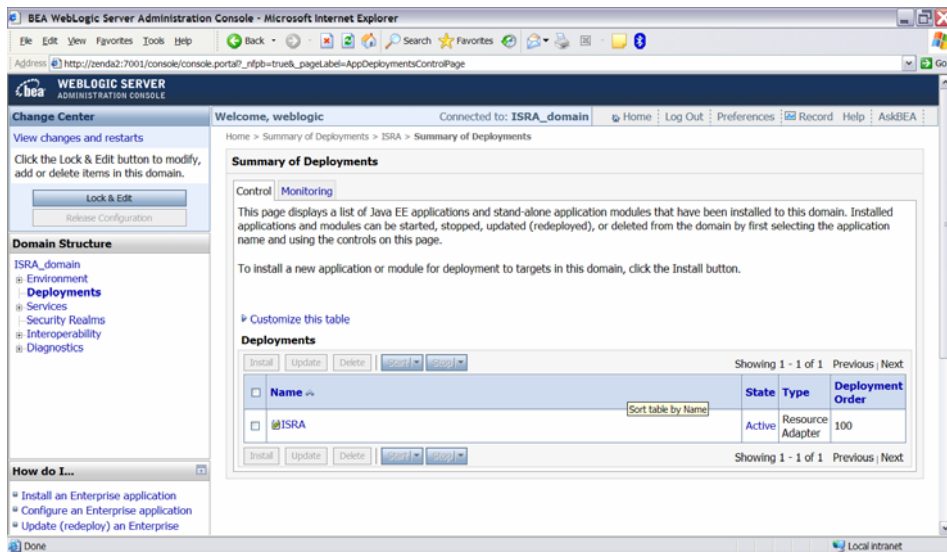 BEA WebLogic Server Administration Console - Microsoft Internet Explorer
File Edit View Favorites Tools Help
Back Search Favorites
Address http://zenda2:7001/console/console.portal?_nfpb=true&_pageLabel=AppDeploymentsControlPage Go
bea WEBLOGIC SERVER
ADMINISTRATION CONSOLE
Change Center
View changes and restarts
Click the Lock & Edit button to modify,
add or delete items in this domain.
Lock & Edit
Release Configuration
Domain Structure
ISRA_domain
Environment
Deployments
Services
Security Realms
Interoperability
Diagnostics
How do I...
Install an Enterprise application
Configure an Enterprise application
Update (redeploy) an Enterprise
Welcome, weblogic Connected to: ISRA_domain Home Log Out Preferences Record Help AskBEA
Home > Summary of Deployments > ISRA > Summary of Deployments
Summary of Deployments
Control Monitoring
This page displays a list of Java EE applications and stand-alone application modules that have been installed to this domain. Installed
applications and modules can be started, stopped, updated (redeployed), or deleted from the domain by first selecting the application
name and using the controls on this page.
To install a new application or module for deployment to targets in this domain, click the Install button.
Customize this table
Deployments
Install Update Delete Start Stop Showing 1 - 1 of 1 Previous | Next
Name State Type Deployment
Order
Sort table by Name
ISRA Active Resource
Adapter 100
Install Update Delete Start Stop Showing 1 - 1 of 1 Previous | Next
Done Local intranet